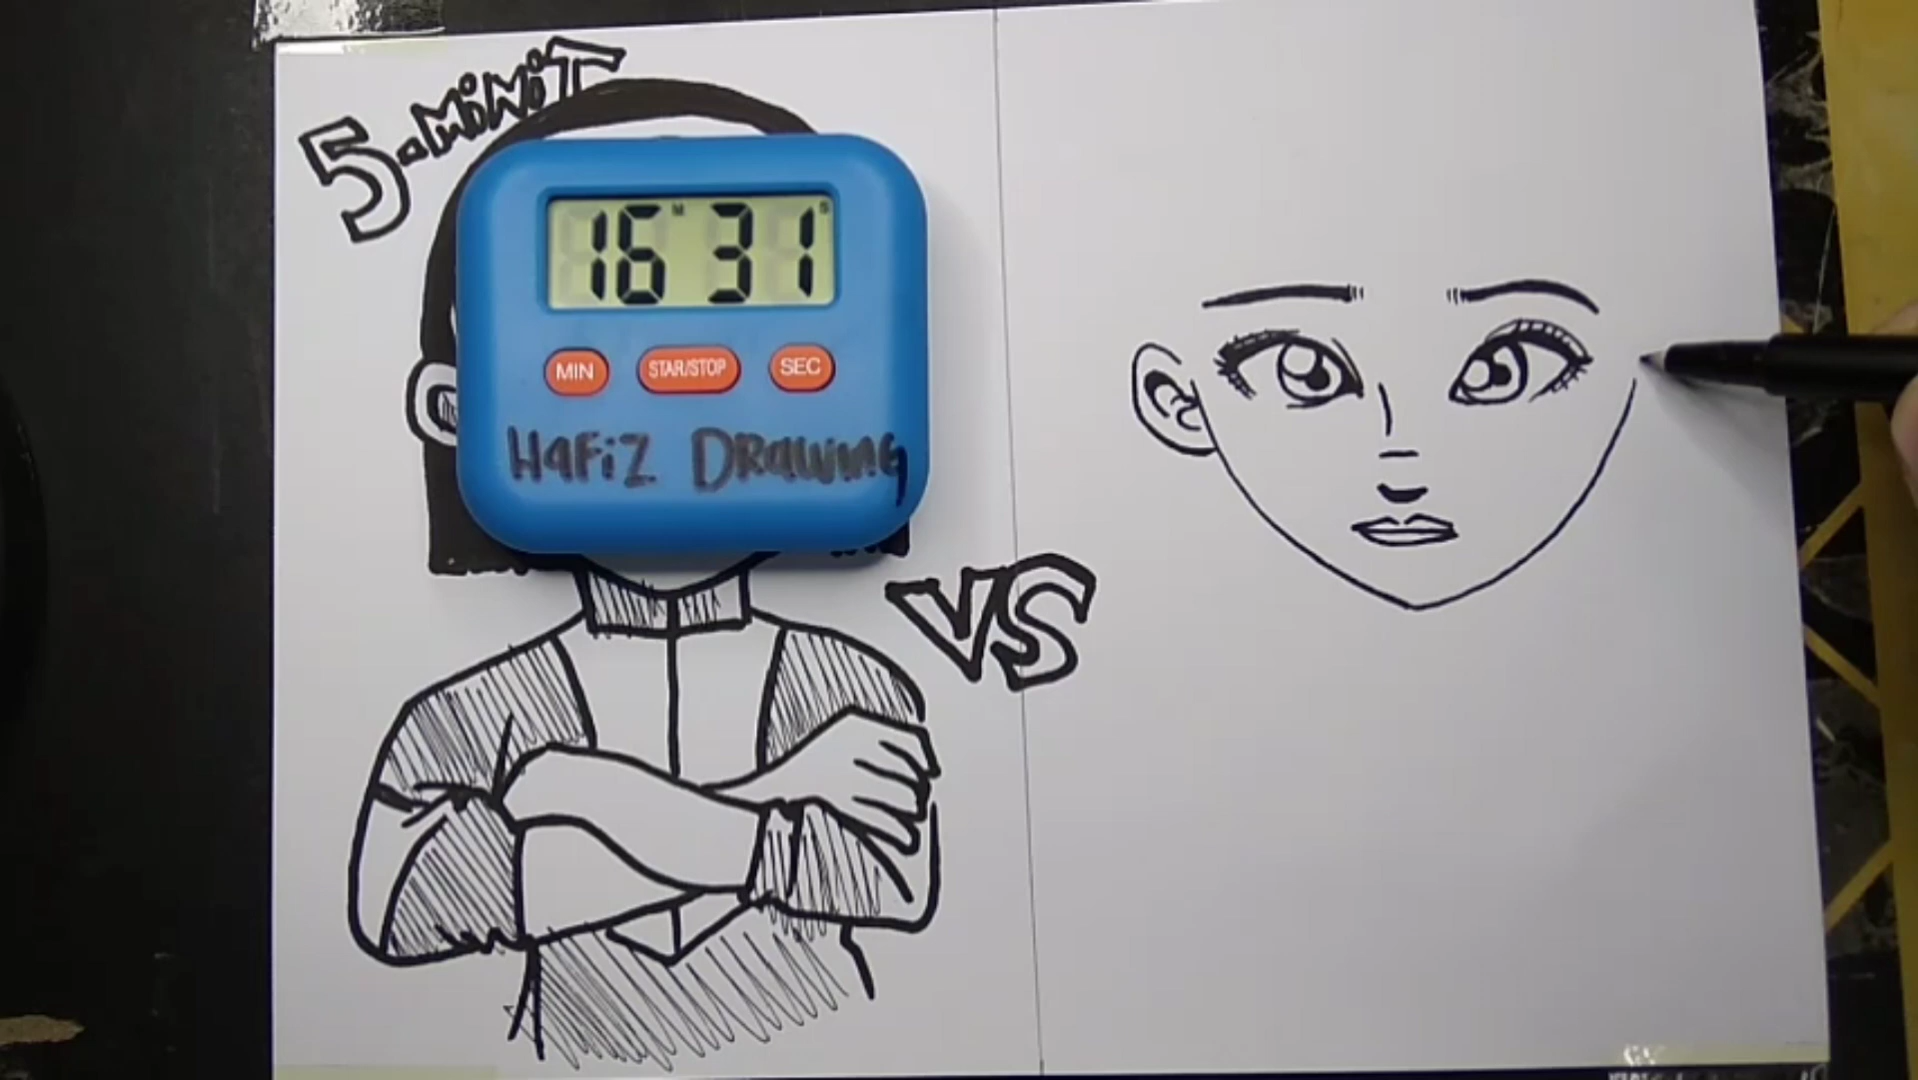 5-MiNiT
16 M 31 S
MIN STAR/STOP SEC
HaFiZ DRawing
VS